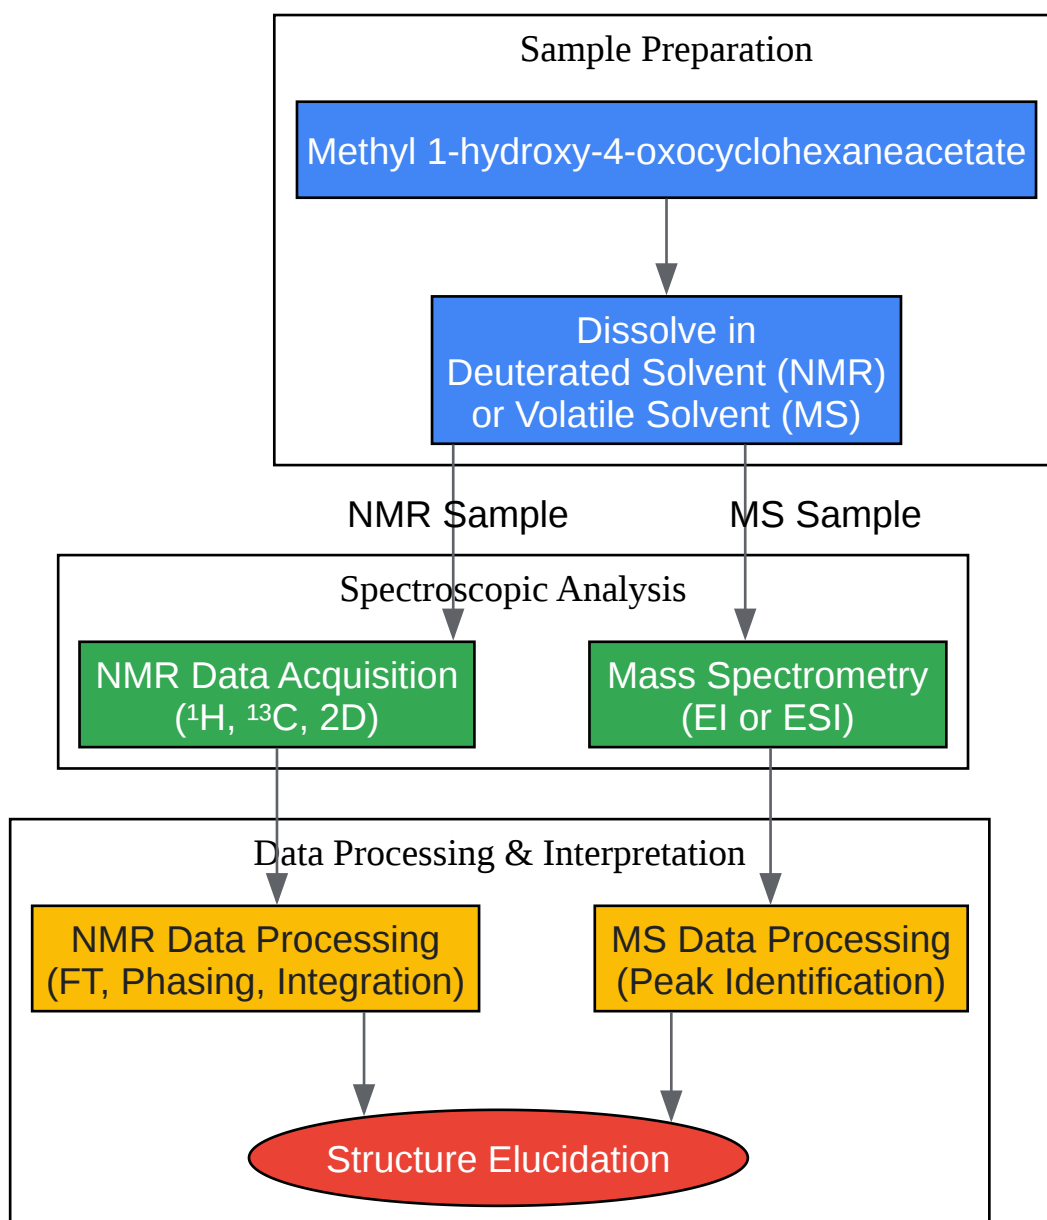 Sample Preparation
Methyl 1-hydroxy-4-oxocyclohexaneacetate
Dissolve in
Deuterated Solvent (NMR)
or Volatile Solvent (MS)
NMR Sample
MS Sample
Spectroscopic Analysis
NMR Data Acquisition
(¹H, ¹³C, 2D)
Mass Spectrometry
(EI or ESI)
Data Processing & Interpretation
NMR Data Processing
(FT, Phasing, Integration)
MS Data Processing
(Peak Identification)
Structure Elucidation